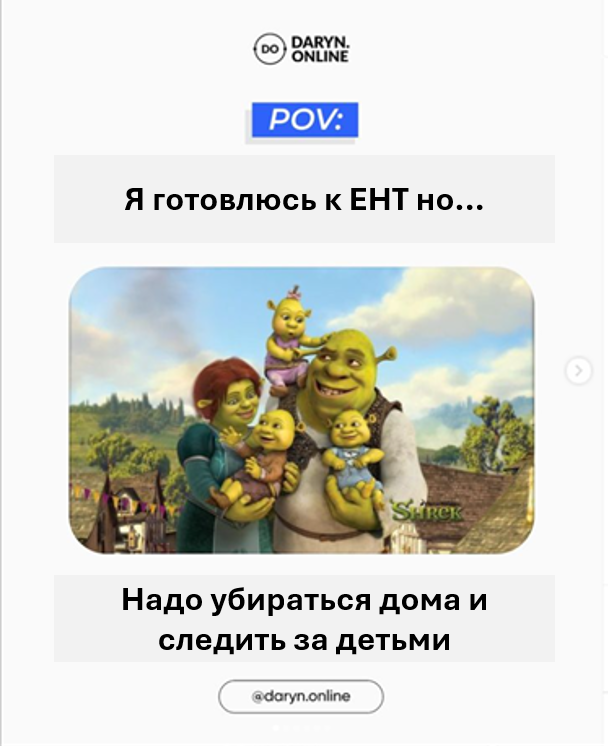 DO DARYN.
ONLINE
POV:
Я готовлюсь к ЕНТ но...
SHREK
Надо убираться дома и
следить за детьми
@daryn.online